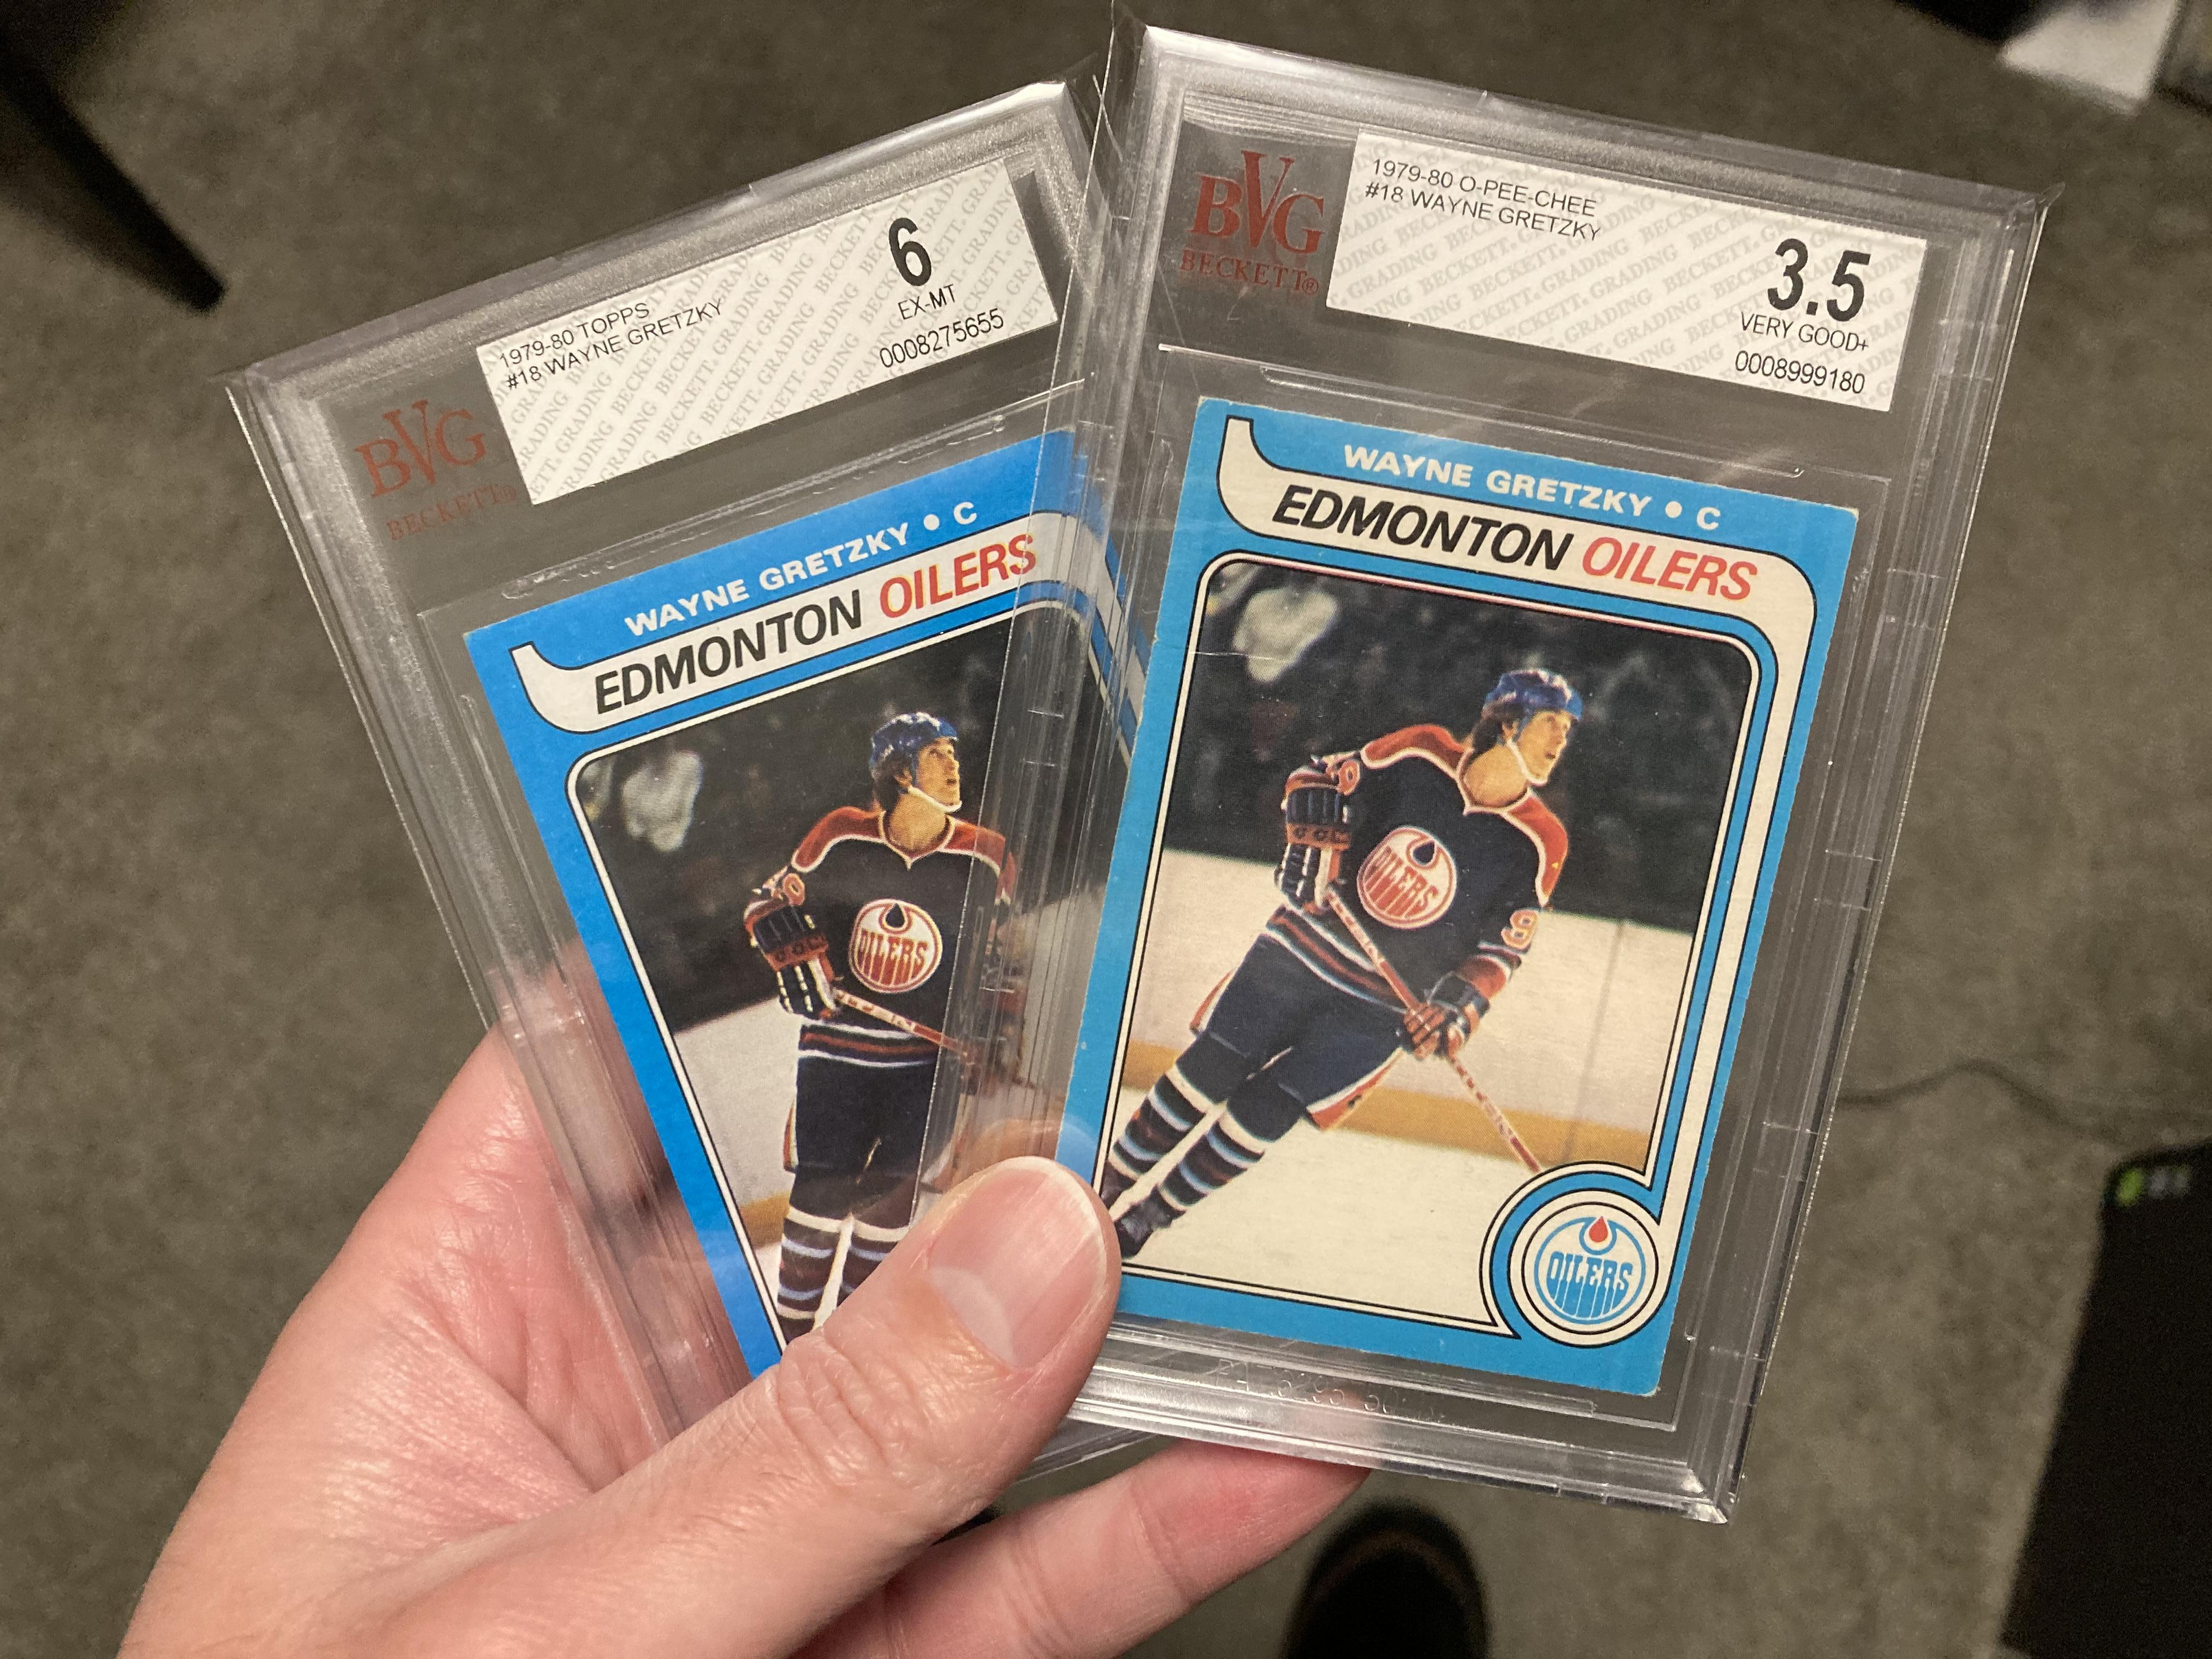 1979-80 TOPPS
#18 WAYNE GRETZKY
6
EX-MT
0008275655
BVG
BECKETT®
WAYNE GRETZKY • C
EDMONTON OILERS
OILERS
1979-80 O-PEE-CHEE
#18 WAYNE GRETZKY
3.5
VERY GOOD+
0008999180
BVG
BECKETT®
WAYNE GRETZKY • C
EDMONTON OILERS
OILERS
9
OILERS